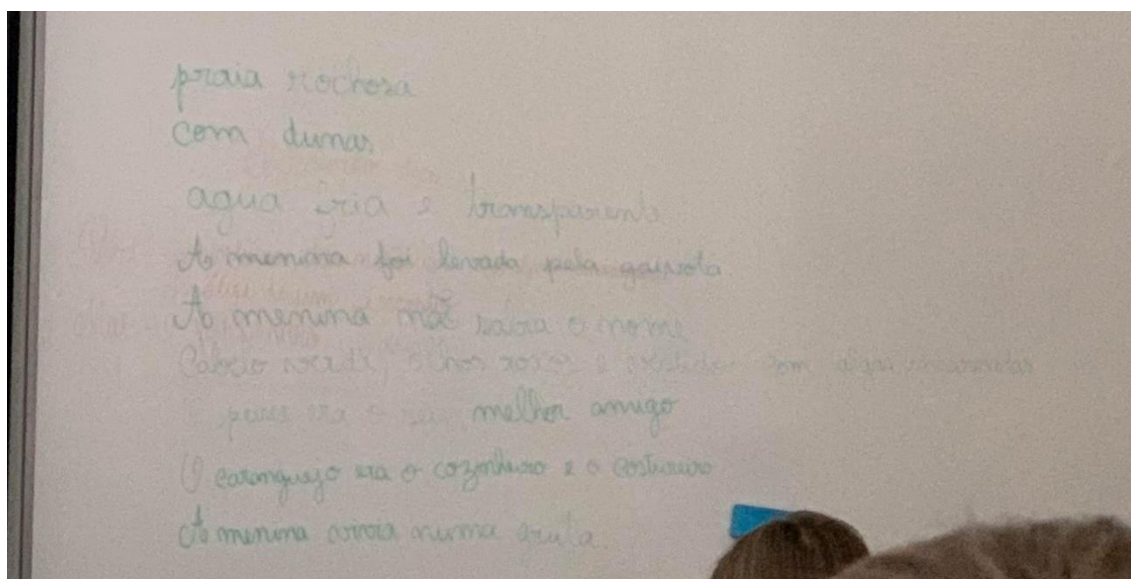 praia rochosa
com dunas
agua fria e transparente
A menina foi levada pela gaivota.
A menina não sabia o nome
Cabelo verde, olhos roxos e vestido com algas encarnadas
peixe era o seu melhor amigo
O caranguejo era o cozinheiro e o costureiro
A menina vivia numa gruta.